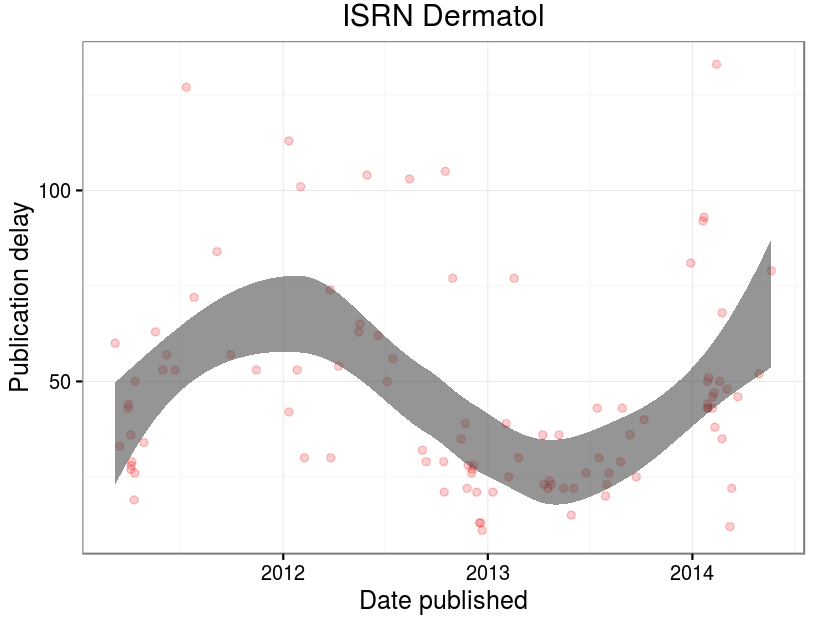 ISRN Dermatol
Publication delay
100
50
2012
2013
2014
Date published